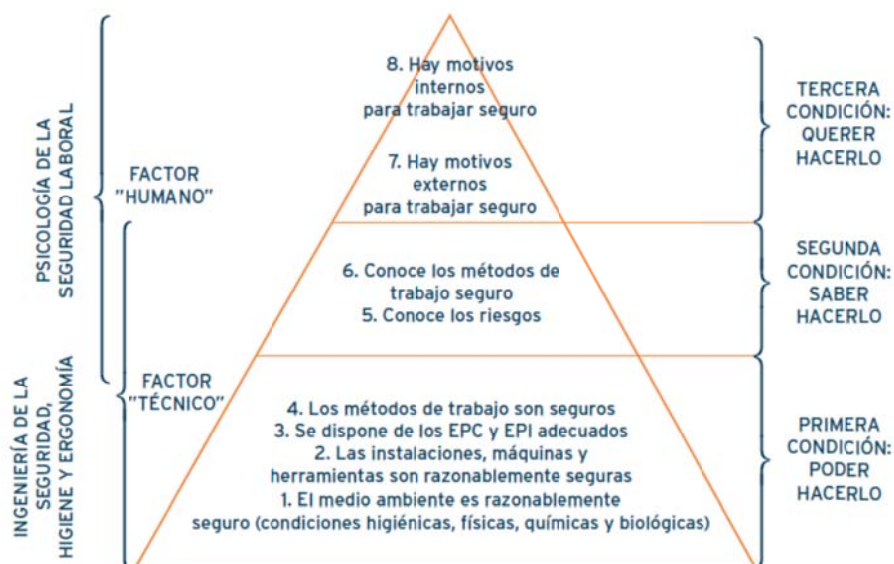 PSICOLOGÍA DE LA
SEGURIDAD LABORAL
INGENIERÍA DE LA
SEGURIDAD,
HIGIENE Y ERGONOMÍA
FACTOR
"HUMANO"
FACTOR
"TÉCNICO"
8. Hay motivos
internos
para trabajar seguro
7. Hay motivos
externos
para trabajar seguro
6. Conoce los métodos de
trabajo seguro
5. Conoce los riesgos
4. Los métodos de trabajo son seguros
3. Se dispone de los EPC y EPI adecuados
2. Las instalaciones, máquinas y
herramientas son razonablemente seguras
1. El medio ambiente es razonablemente
seguro (condiciones higiénicas, físicas, químicas y biológicas)
TERCERA
CONDICIÓN:
QUERER
HACERLO
SEGUNDA
CONDICIÓN:
SABER
HACERLO
PRIMERA
CONDICIÓN:
PODER
HACERLO